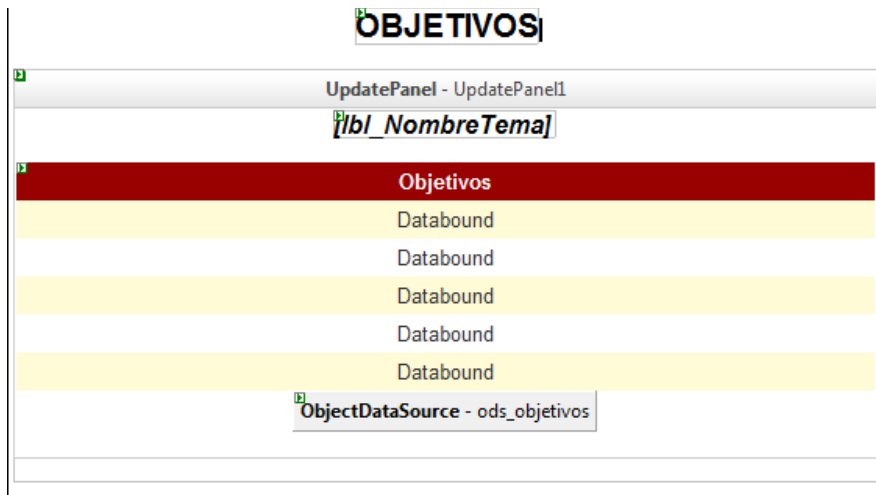 OBJETIVOS
UpdatePanel - UpdatePanel1
[lbl_NombreTema]
Objetivos
Databound
Databound
Databound
Databound
Databound
ObjectDataSource - ods_objetivos